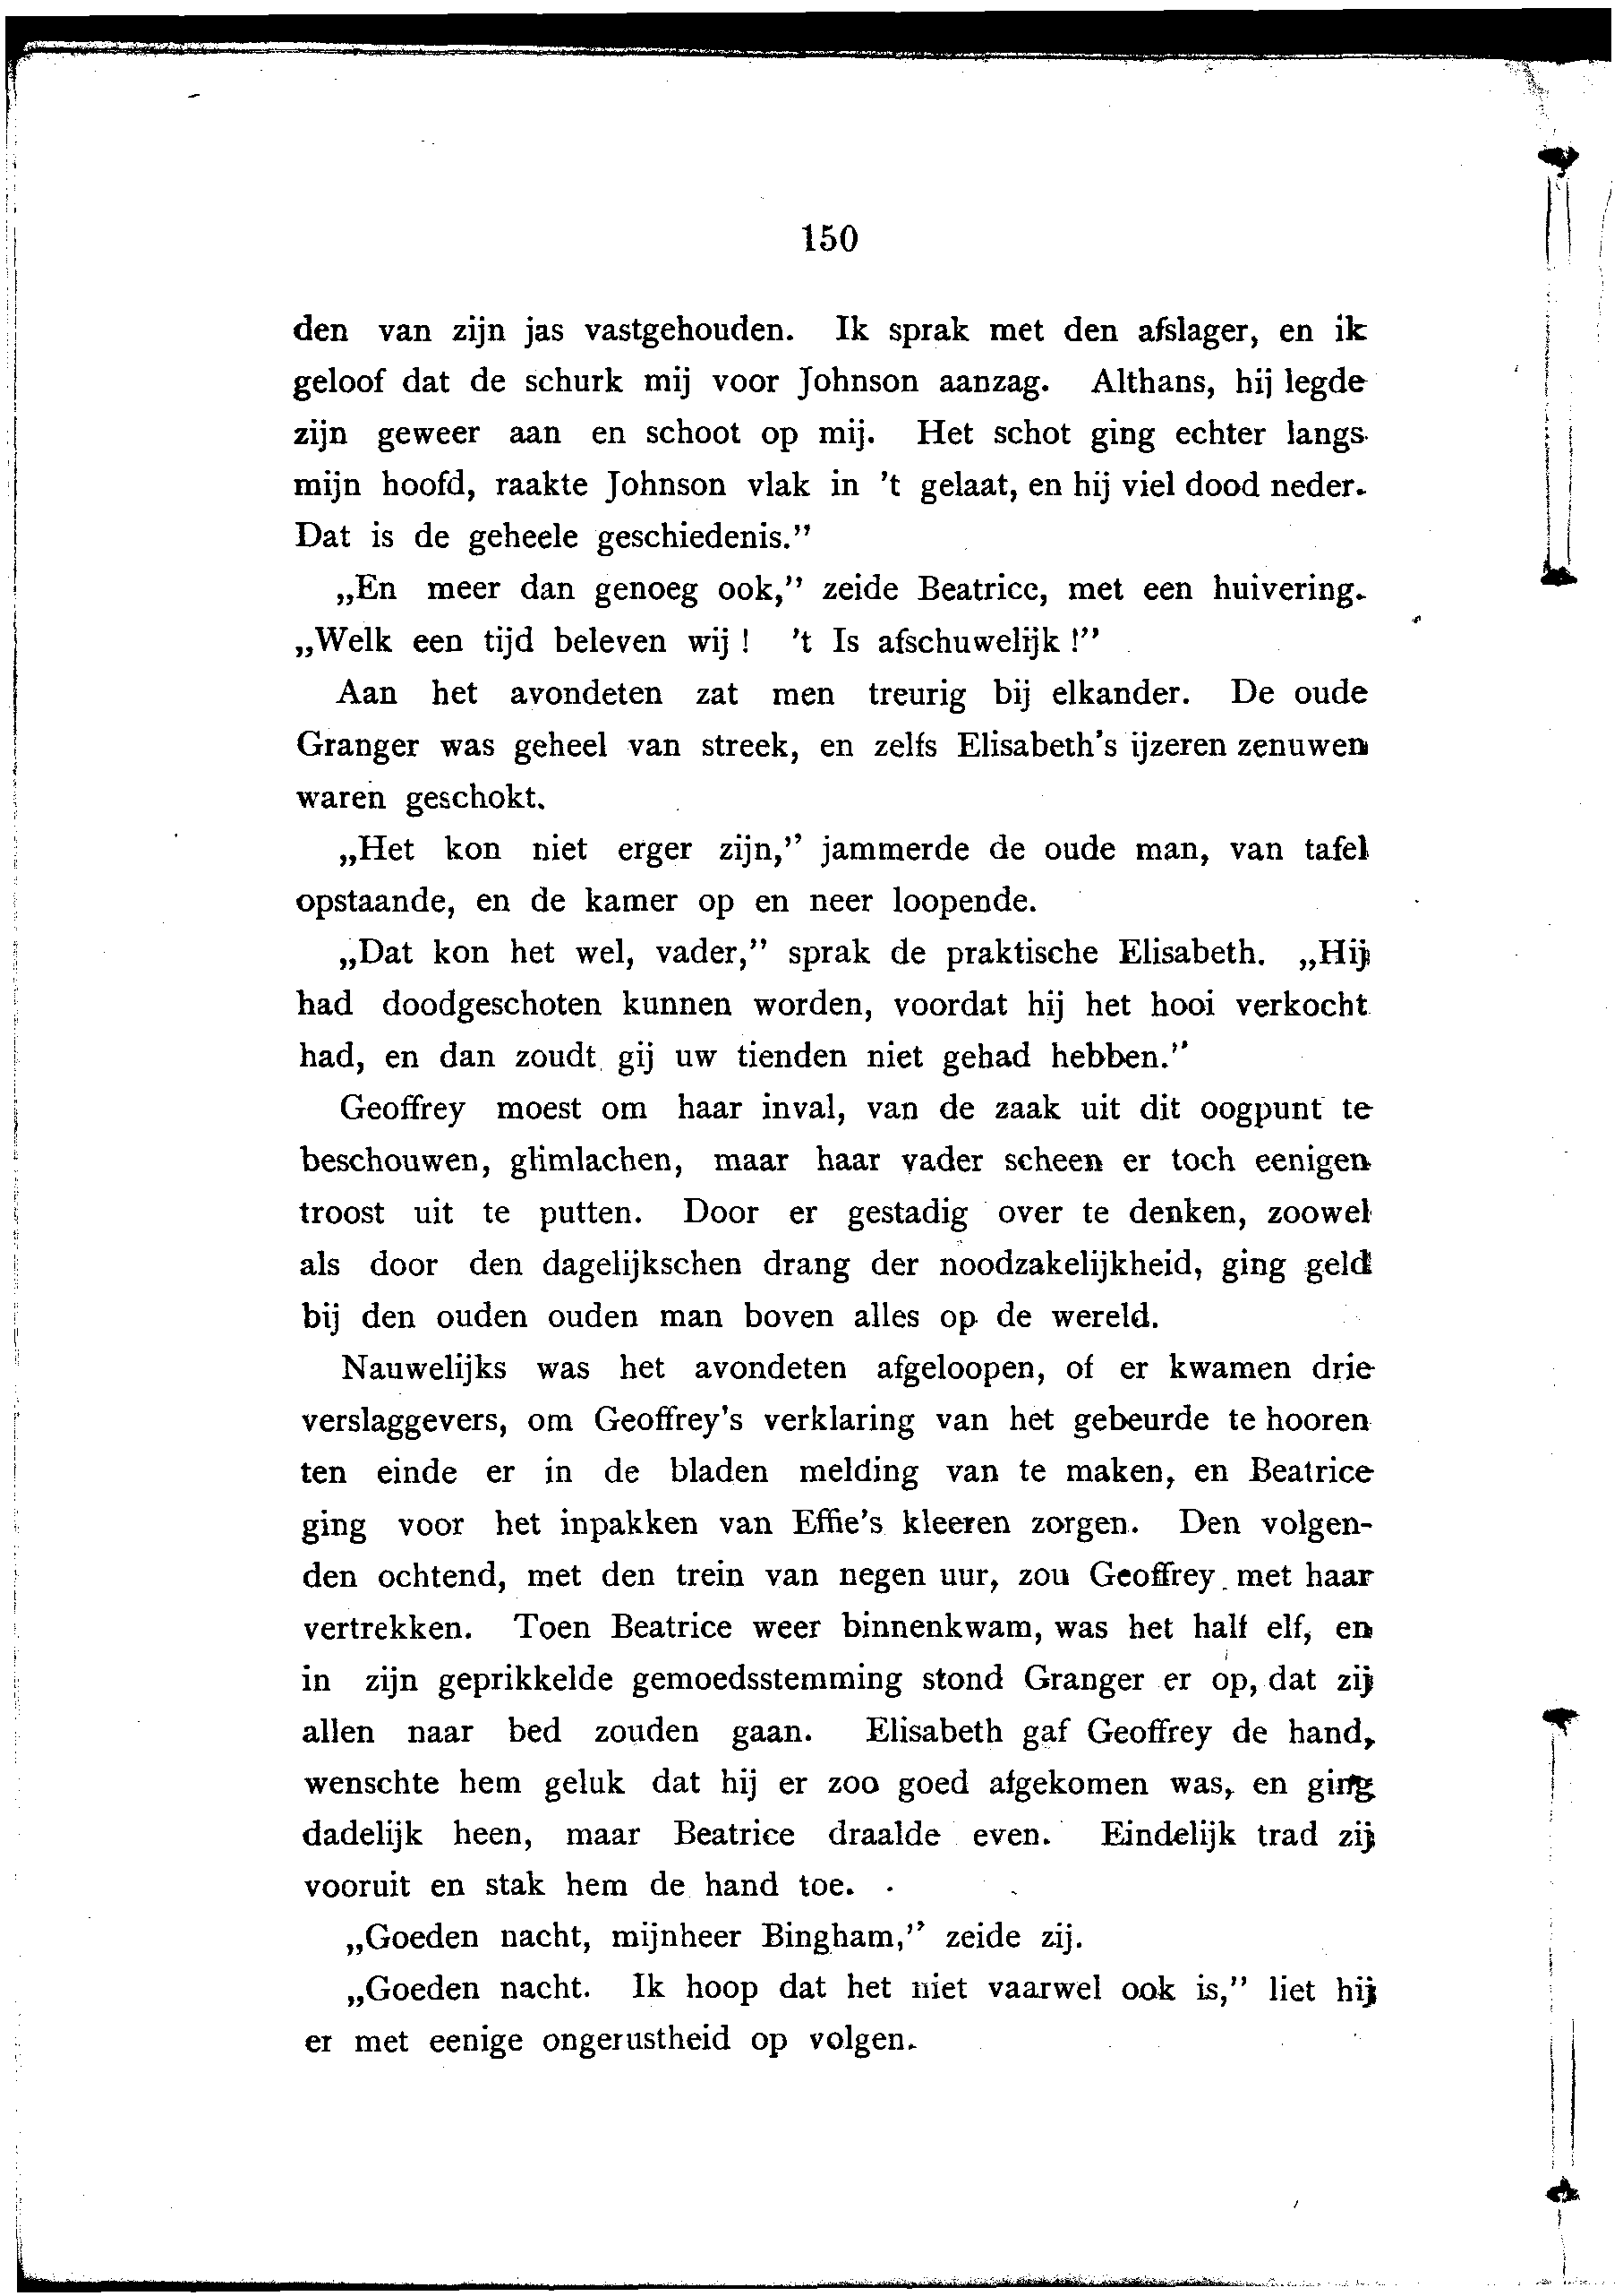 150
den van zijn jas vastgehouden. Ik sprak met den afslager, en ik
geloof dat de schurk mij voor Johnson aanzag. Althans, hij legde
zijn geweer aan en schoot op mij. Het schot ging echter langs
mijn hoofd, raakte Johnson vlak in 't gelaat, en hij viel dood neder.
Dat is de geheele geschiedenis.”
„En meer dan genoeg ook,” zeide Beatrice, met een huivering.
„Welk een tijd beleven wij! 't Is afschuwelijk!”
Aan het avondeten zat men treurig bij elkander. De oude
Granger was geheel van streek, en zelfs Elisabeth's ijzeren zenuwen
waren geschokt.
„Het kon niet erger zijn,” jammerde de oude man, van tafel
opstaande, en de kamer op en neer loopende.
„Dat kon het wel, vader,” sprak de praktische Elisabeth. „Hij
had doodgeschoten kunnen worden, voordat hij het hooi verkocht
had, en dan zoudt gij uw tienden niet gehad hebben.”
Geoffrey moest om haar inval, van de zaak uit dit oogpunt te
beschouwen, glimlachen, maar haar vader scheen er toch eenigen
troost uit te putten. Door er gestadig over te denken, zoowel
als door den dagelijkschen drang der noodzakelijkheid, ging geld
bij den ouden ouden man boven alles op de wereld.
Nauwelijks was het avondeten afgeloopen, of er kwamen drie
verslaggevers, om Geoffrey's verklaring van het gebeurde te hooren
ten einde er in de bladen melding van te maken, en Beatrice
ging voor het inpakken van Effie's kleeren zorgen. Den volgen-
den ochtend, met den trein van negen uur, zou Geoffrey met haar
vertrekken. Toen Beatrice weer binnenkwam, was het half elf, en
in zijn geprikkelde gemoedsstemming stond Granger er op, dat zij
allen naar bed zouden gaan. Elisabeth gaf Geoffrey de hand,
wenschte hem geluk dat hij er zoo goed afgekomen was, en ging
dadelijk heen, maar Beatrice draalde even. Eindelijk trad zij
vooruit en stak hem de hand toe.
„Goeden nacht, mijnheer Bingham,” zeide zij.
„Goeden nacht. Ik hoop dat het niet vaarwel ook is,” liet hij
er met eenige ongerustheid op volgen.